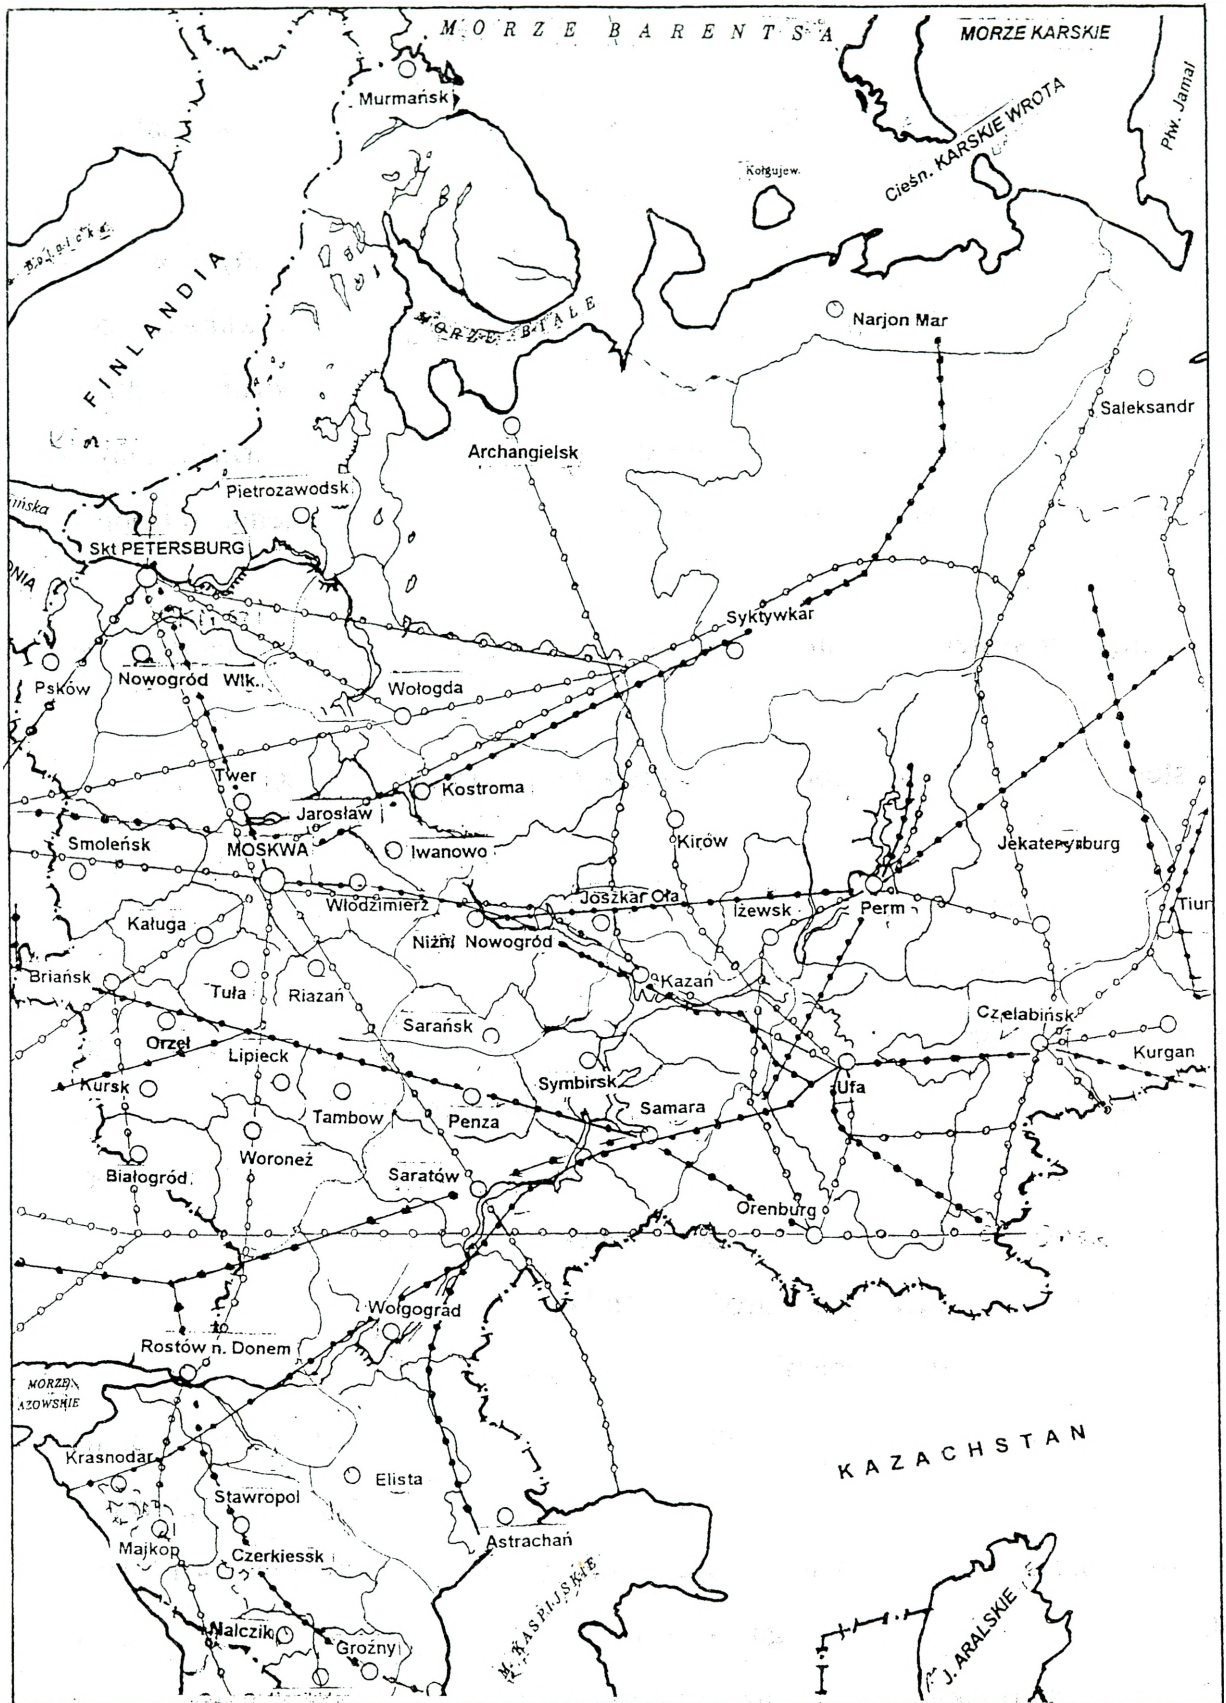 MORZE BARENTSA
MORZE KARSKIE
Murmańsk
Płw. Jamal
Cieśn. KARSKIE WROTA
Kołgujew.
FINLANDIA
MORZE BIAŁE
Narjon Mar
Saleksandr
Archangielsk
Pietrozawodsk
Skt PETERSBURG
Syktywkar
Psków
Nowogród Wlk.
Wołogda
Twer
Kostroma
Jarosław
Smoleńsk
MOSKWA
Iwanowo
Kirów
Jekaterynburg
Włodzimierz
Joszkar Oła
Iżewsk
Perm
Tiur
Kaługa
Niżni Nowogród
Briańsk
Tuła
Riazań
Kazań
Sarańsk
Czelabińsk
Orzeł
Lipieck
Kurgan
Kursk
Symbirsk
Ufa
Tambow
Penza
Samara
Woroneż
Białogród
Saratów
Orenburg
Wołgograd
Rostów n. Donem
MORZE
AZOWSKIE
Krasnodar
Elista
KAZACHSTAN
Stawropol
Majkop
Czerkiessk
Astrachań
M. KASPIJSKIE
J. ARALSKIE
Nalczik
Groźny